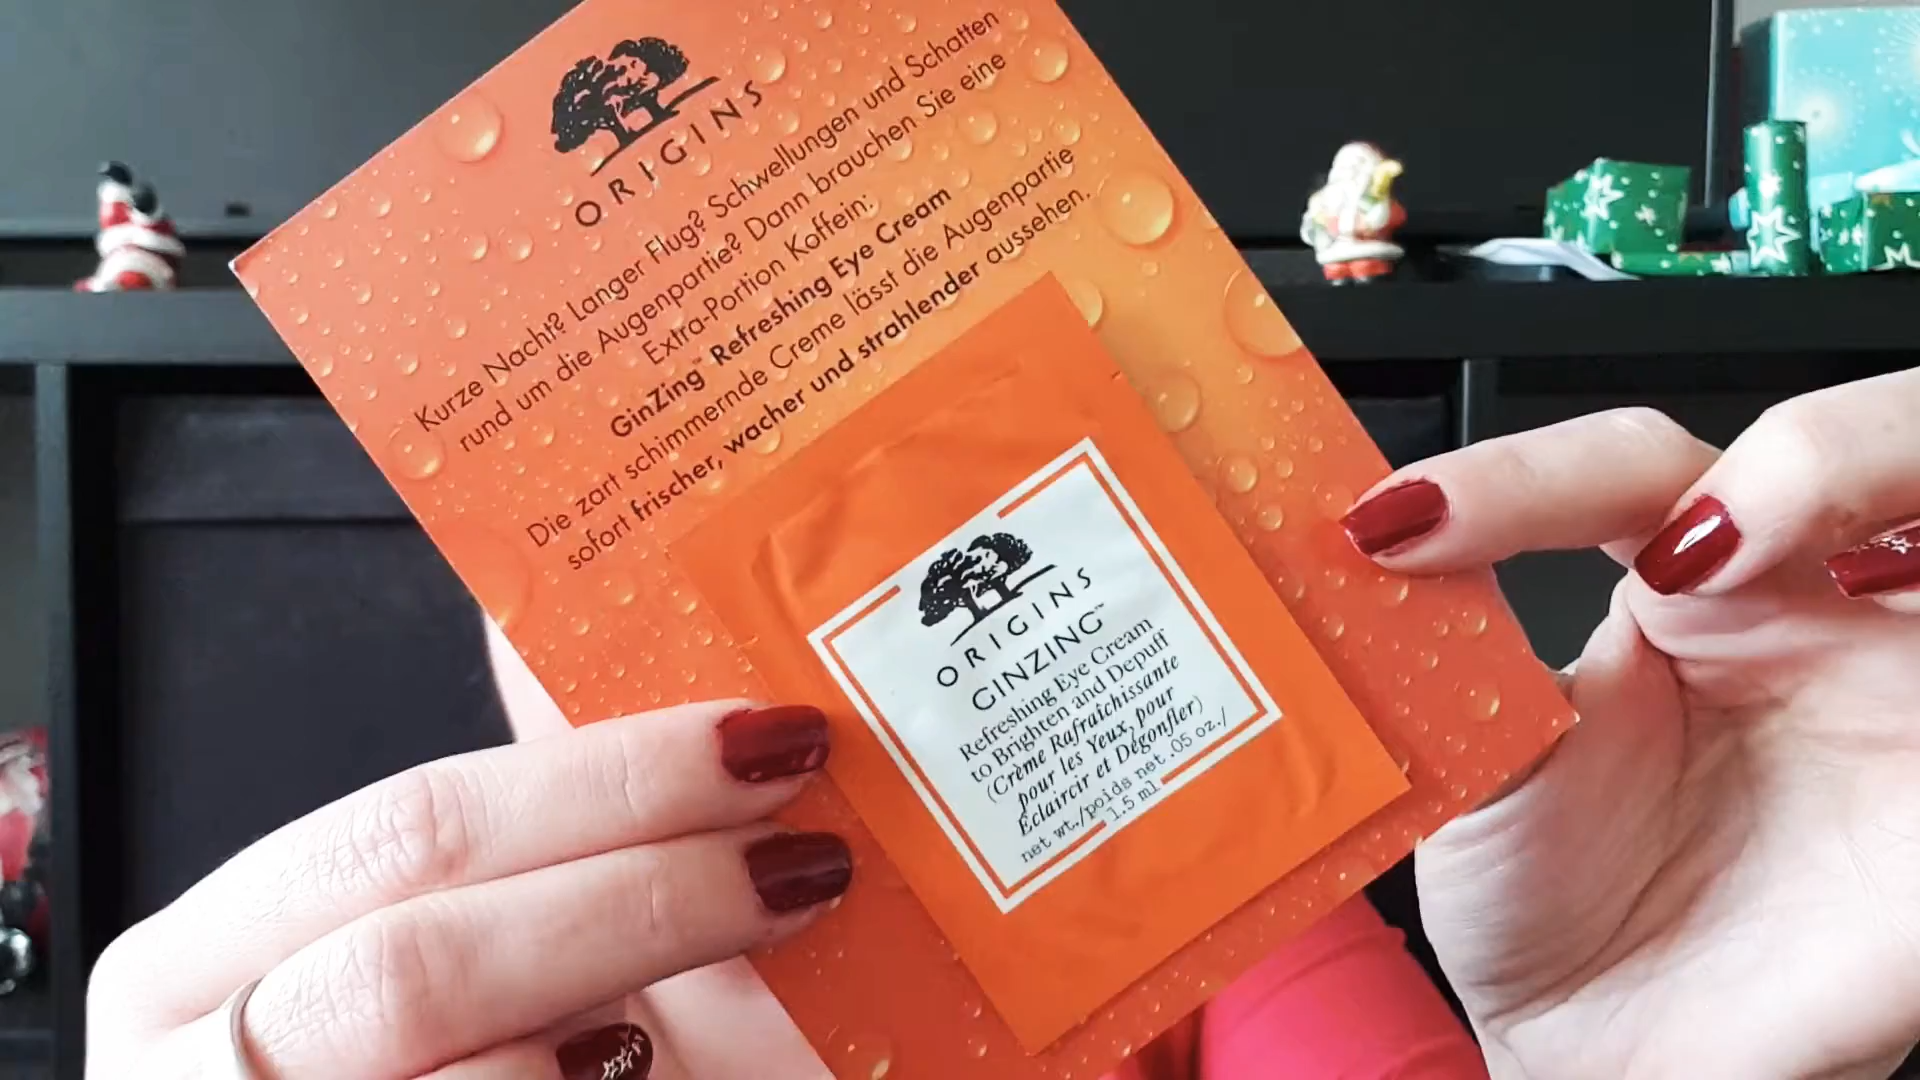 ORIGINS
Kurze Nacht? Langer Flug? Schwellungen und Schatten
rund um die Augenpartie? Dann brauchen Sie eine
Extra-Portion Koffein:
GinZing™ Refreshing Eye Cream
Die zart schimmernde Creme lässt die Augenpartie
sofort frischer, wacher und strahlender aussehen.
ORIGINS
GINZING™
Refreshing Eye Cream
to Brighten and Depuff
(Crème Rafraîchissante
pour les Yeux, pour
Éclaircir et Dégonfler)
net wt./poids net .05 oz./
1.5 ml